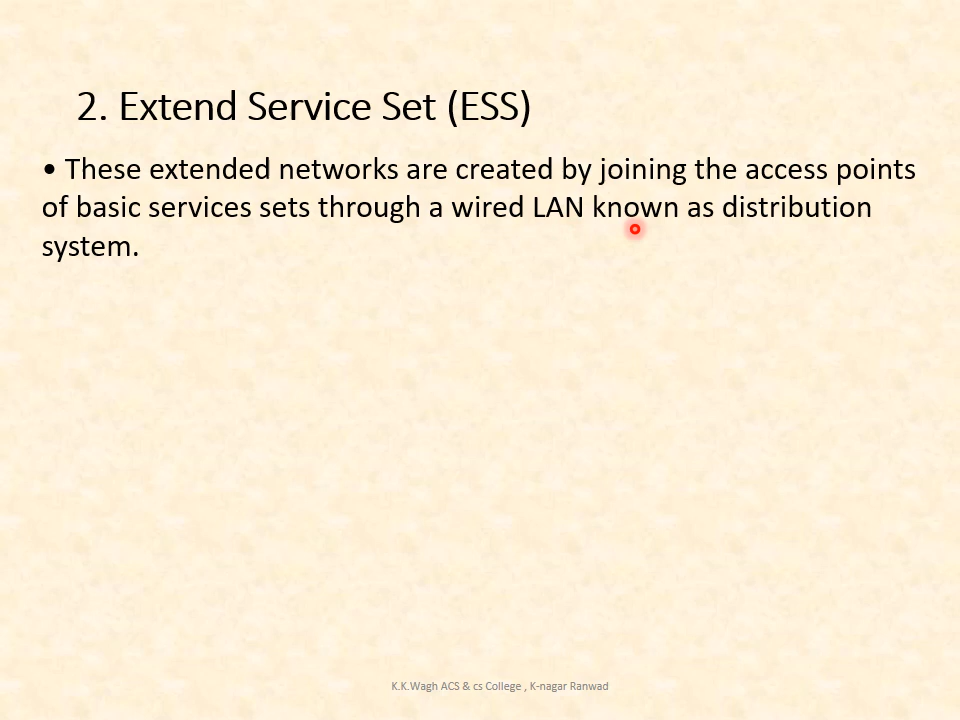 2. Extend Service Set (ESS)
• These extended networks are created by joining the access points
of basic services sets through a wired LAN known as distribution
system.
K.K.Wagh ACS & cs College , K-nagar Ranwad